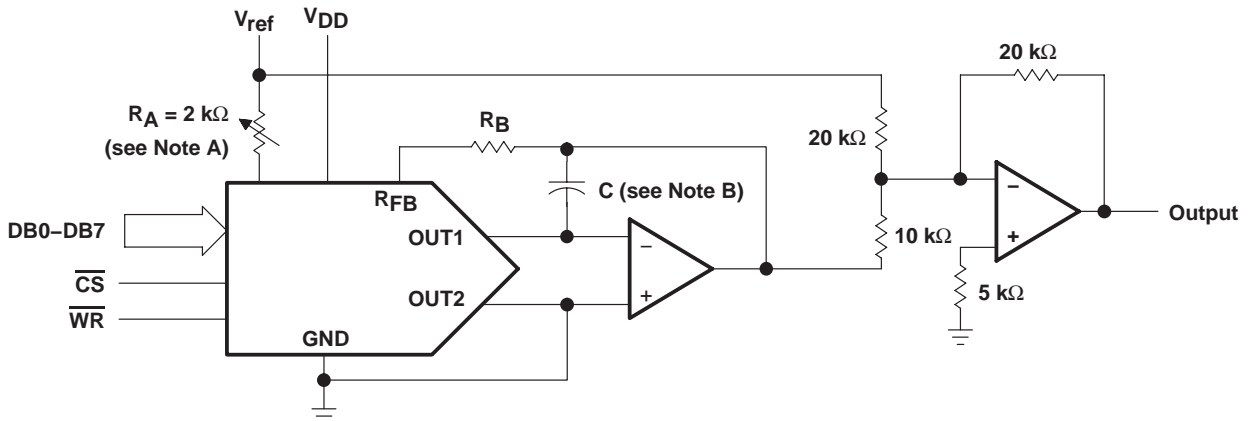 Vref
VDD
20 kΩ
RA = 2 kΩ
(see Note A)
RB
20 kΩ
C (see Note B)
RFB
DB0–DB7
OUT1
–
–
Output
10 kΩ
+
CS
OUT2
+
5 kΩ
WR
GND